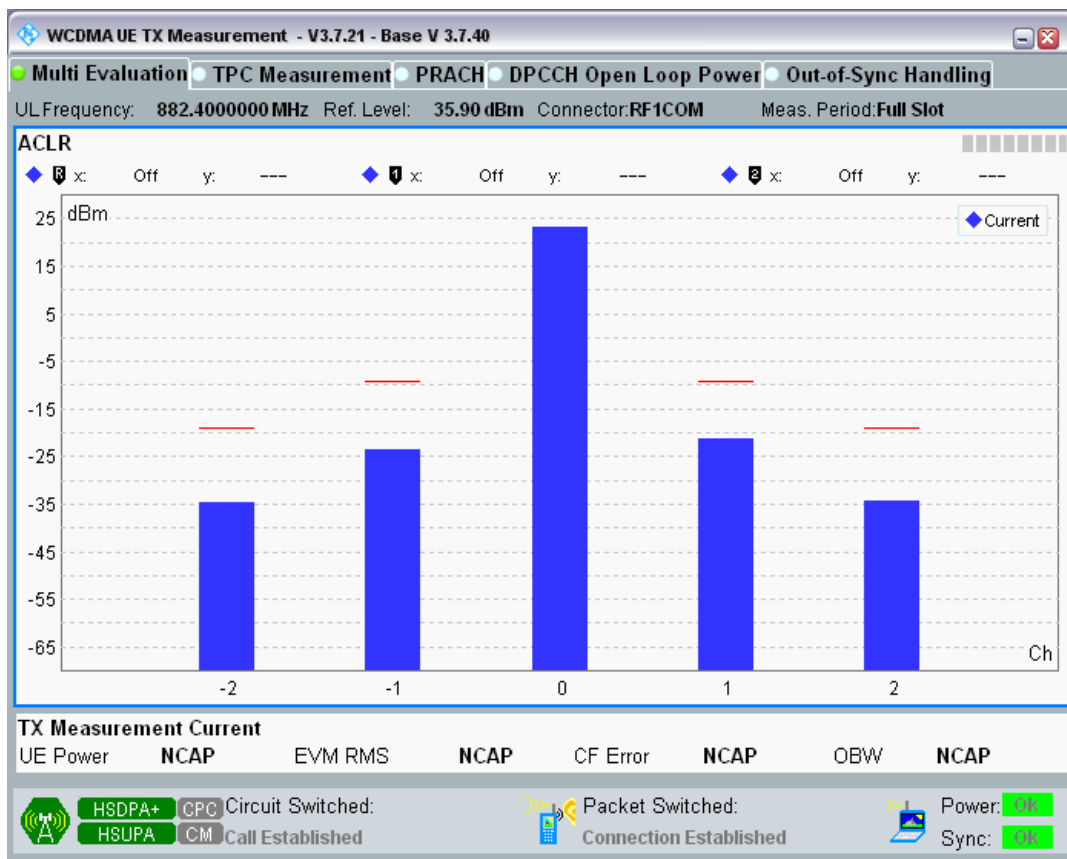 WCDMA UE TX Measurement - V3.7.21 - Base V 3.7.40
Multi Evaluation TPC Measurement PRACH DPCCH Open Loop Power Out-of-Sync Handling
UL Frequency: 882.4000000 MHz Ref. Level: 35.90 dBm Connector:RF1COM Meas. Period:Full Slot
ACLR
R x: Off y: --- 1 x: Off y: --- 2 x: Off y: ---
dBm
Current
25
15
5
-5
-15
-25
-35
-45
-55
-65
Ch
-2 -1 0 1 2
TX Measurement Current
UE Power NCAP EVM RMS NCAP CF Error NCAP OBW NCAP
HSDPA+ CPC Circuit Switched: Packet Switched: Power: OK
HSUPA CM Call Established Connection Established Sync: OK